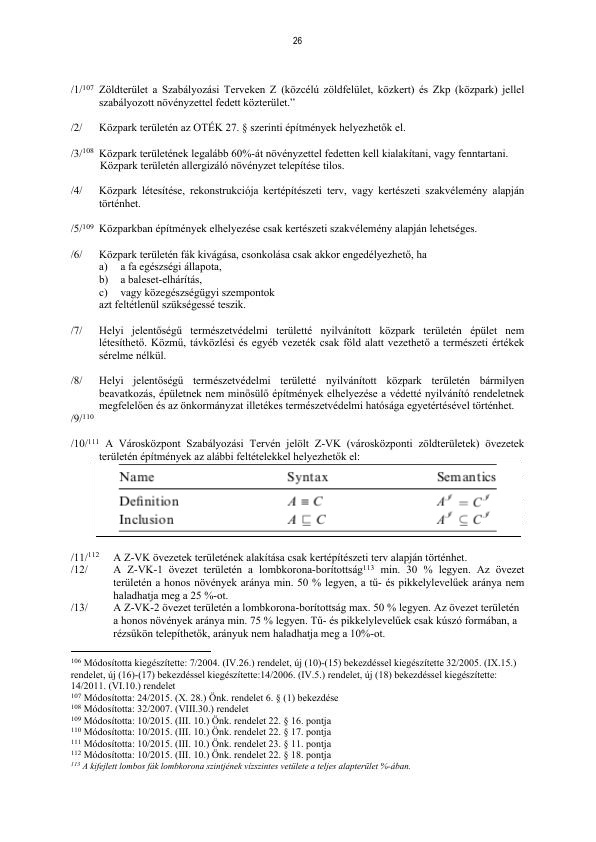 26
/1/107 Zöldterület a Szabályozási Terveken Z (közcélú zöldfelület, közkert) és Zkp (közpark) jellel
szabályozott növényzettel fedett közterület.”
/2/ Közpark területén az OTÉK 27. § szerinti építmények helyezhetők el.
/3/108 Közpark területének legalább 60%-át növényzettel fedetten kell kialakítani, vagy fenntartani.
Közpark területén allergizáló növényzet telepítése tilos.
/4/ Közpark létesítése, rekonstrukciója kertépítészeti terv, vagy kertészeti szakvélemény alapján
történhet.
/5/109 Közparkban építmények elhelyezése csak kertészeti szakvélemény alapján lehetséges.
/6/ Közpark területén fák kivágása, csonkolása csak akkor engedélyezhető, ha
a) a fa egészségi állapota,
b) a baleset-elhárítás,
c) vagy közegészségügyi szempontok
azt feltétlenül szükségessé teszik.
/7/ Helyi jelentőségű természetvédelmi területté nyilvánított közpark területén épület nem
létesíthető. Közmű, távközlési és egyéb vezeték csak föld alatt vezethető a természeti értékek
sérelme nélkül.
/8/ Helyi jelentőségű természetvédelmi területté nyilvánított közpark területén bármilyen
beavatkozás, épületnek nem minősülő építmények elhelyezése a védetté nyilvánító rendeletnek
megfelelően és az önkormányzat illetékes természetvédelmi hatósága egyetértésével történhet.
/9/110
/10/111 A Városközpont Szabályozási Tervén jelölt Z-VK (városközponti zöldterületek) övezetek
területén építmények az alábbi feltételekkel helyezhetők el:
Name Syntax Semantics
Definition A ≡ C A^I = C^I
Inclusion A ⊑ C A^I ⊆ C^I
/11/112 A Z-VK övezetek területének alakítása csak kertépítészeti terv alapján történhet.
/12/ A Z-VK-1 övezet területén a lombkorona-borítottság113 min. 30 % legyen. Az övezet
területén a honos növények aránya min. 50 % legyen, a tű- és pikkelylevelűek aránya nem
haladhatja meg a 25 %-ot.
/13/ A Z-VK-2 övezet területén a lombkorona-borítottság max. 50 % legyen. Az övezet területén
a honos növények aránya min. 75 % legyen. Tű- és pikkelylevelűek csak kúszó formában, a
rézsűkön telepíthetők, arányuk nem haladhatja meg a 10%-ot.
106 Módosította kiegészítette: 7/2004. (IV.26.) rendelet, új (10)-(15) bekezdéssel kiegészítette 32/2005. (IX.15.)
rendelet, új (16)-(17) bekezdéssel kiegészítette:14/2006. (IV.5.) rendelet, új (18) bekezdéssel kiegészítette:
14/2011. (VI.10.) rendelet
107 Módosította: 24/2015. (X. 28.) Önk. rendelet 6. § (1) bekezdése
108 Módosította: 32/2007. (VIII.30.) rendelet
109 Módosította: 10/2015. (III. 10.) Önk. rendelet 22. § 16. pontja
110 Módosította: 10/2015. (III. 10.) Önk. rendelet 22. § 17. pontja
111 Módosította: 10/2015. (III. 10.) Önk. rendelet 23. § 11. pontja
112 Módosította: 10/2015. (III. 10.) Önk. rendelet 22. § 18. pontja
113 A kifejlett lombos fák lombkorona szintjének vízszintes vetülete a teljes alapterület %-ában.